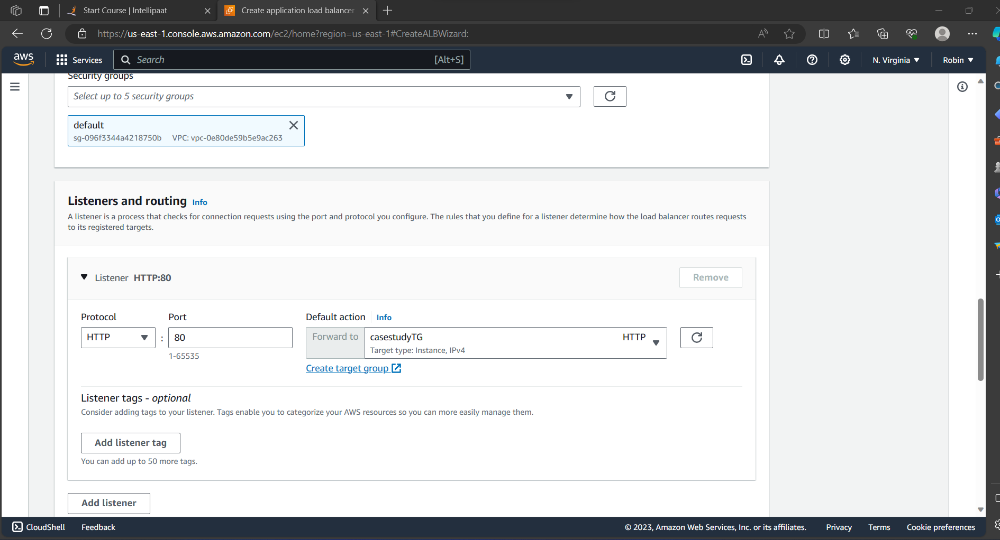 Start Course | Intellipaat
Create application load balancer
https://us-east-1.console.aws.amazon.com/ec2/home?region=us-east-1#CreateALBWizard:
aws
Services
Search
[Alt+S]
N. Virginia
Robin
Security groups
Select up to 5 security groups
default
sg-096f3344a4218750b VPC: vpc-0e80de59b5e9ac263
Listeners and routing Info
A listener is a process that checks for connection requests using the port and protocol you configure. The rules that you define for a listener determine how the load balancer routes requests
to its registered targets.
Listener HTTP:80
Remove
Protocol Port Default action Info
HTTP : 80 Forward to casestudyTG HTTP
Target type: Instance, IPv4
1-65535
Create target group
Listener tags - optional
Consider adding tags to your listener. Tags enable you to categorize your AWS resources so you can more easily manage them.
Add listener tag
You can add up to 50 more tags.
Add listener
CloudShell Feedback © 2023, Amazon Web Services, Inc. or its affiliates. Privacy Terms Cookie preferences